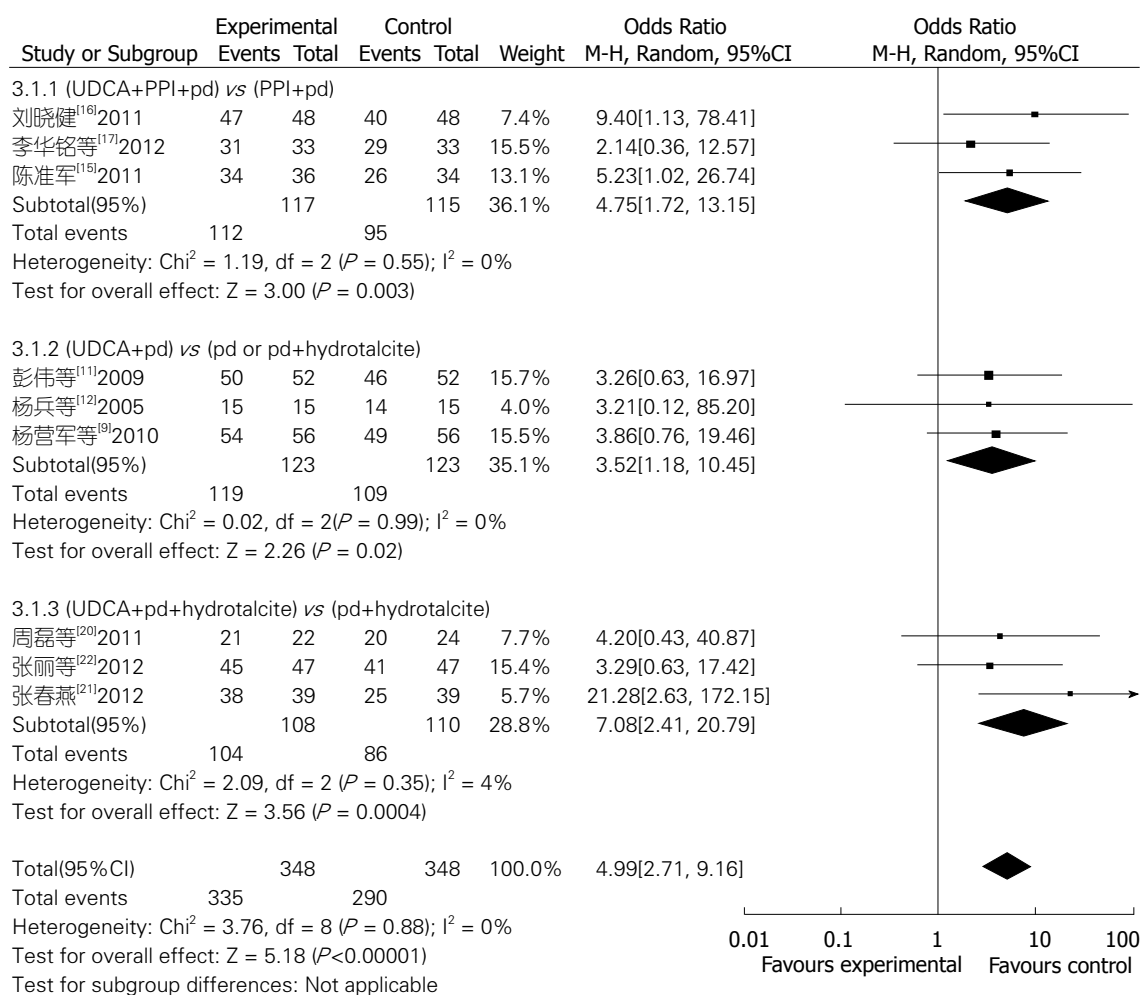 Experimental Control Odds Ratio Odds Ratio
Study or Subgroup Events Total Events Total Weight M-H, Random, 95%CI M-H, Random, 95%CI
3.1.1 (UDCA+PPI+pd) vs (PPI+pd)
刘晓健[16]2011 47 48 40 48 7.4% 9.40[1.13, 78.41]
李华铭等[17]2012 31 33 29 33 15.5% 2.14[0.36, 12.57]
陈准军[15]2011 34 36 26 34 13.1% 5.23[1.02, 26.74]
Subtotal(95%) 117 115 36.1% 4.75[1.72, 13.15]
Total events 112 95
Heterogeneity: Chi² = 1.19, df = 2 (P = 0.55); I² = 0%
Test for overall effect: Z = 3.00 (P = 0.003)
3.1.2 (UDCA+pd) vs (pd or pd+hydrotalcite)
彭伟等[11]2009 50 52 46 52 15.7% 3.26[0.63, 16.97]
杨兵等[12]2005 15 15 14 15 4.0% 3.21[0.12, 85.20]
杨营军等[9]2010 54 56 49 56 15.5% 3.86[0.76, 19.46]
Subtotal(95%) 123 123 35.1% 3.52[1.18, 10.45]
Total events 119 109
Heterogeneity: Chi² = 0.02, df = 2(P = 0.99); I² = 0%
Test for overall effect: Z = 2.26 (P = 0.02)
3.1.3 (UDCA+pd+hydrotalcite) vs (pd+hydrotalcite)
周磊等[20]2011 21 22 20 24 7.7% 4.20[0.43, 40.87]
张丽等[22]2012 45 47 41 47 15.4% 3.29[0.63, 17.42]
张春燕[21]2012 38 39 25 39 5.7% 21.28[2.63, 172.15]
Subtotal(95%) 108 110 28.8% 7.08[2.41, 20.79]
Total events 104 86
Heterogeneity: Chi² = 2.09, df = 2 (P = 0.35); I² = 4%
Test for overall effect: Z = 3.56 (P = 0.0004)
Total(95%CI) 348 348 100.0% 4.99[2.71, 9.16]
Total events 335 290
Heterogeneity: Chi² = 3.76, df = 8 (P = 0.88); I² = 0%
Test for overall effect: Z = 5.18 (P<0.00001)
Test for subgroup differences: Not applicable
0.01 0.1 1 10 100
Favours experimental Favours control